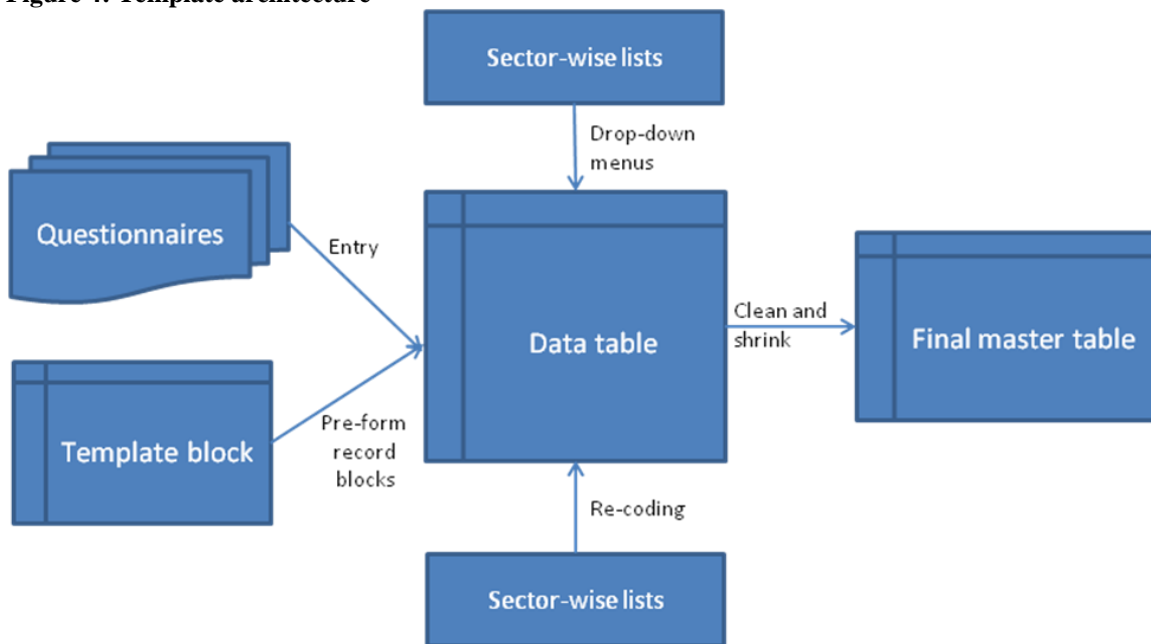 Figure 4: Template architecture
Sector-wise lists
Drop-down
menus
Questionnaires
Entry
Data table
Clean and
shrink
Final master table
Template block
Pre-form
record
blocks
Re-coding
Sector-wise lists